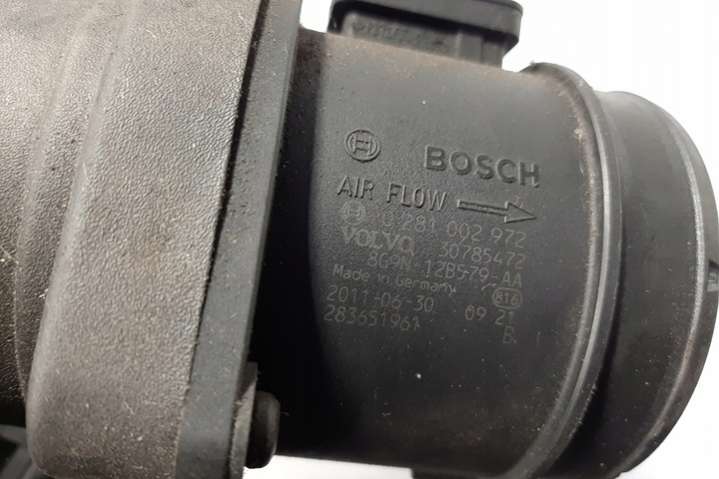 BOSCH
AIR FLOW
0 281 002 972
VOLVO 30785472
8G9N-12B579-AA
Made in Germany 816
2011-06-30 09 21
283651961 B.